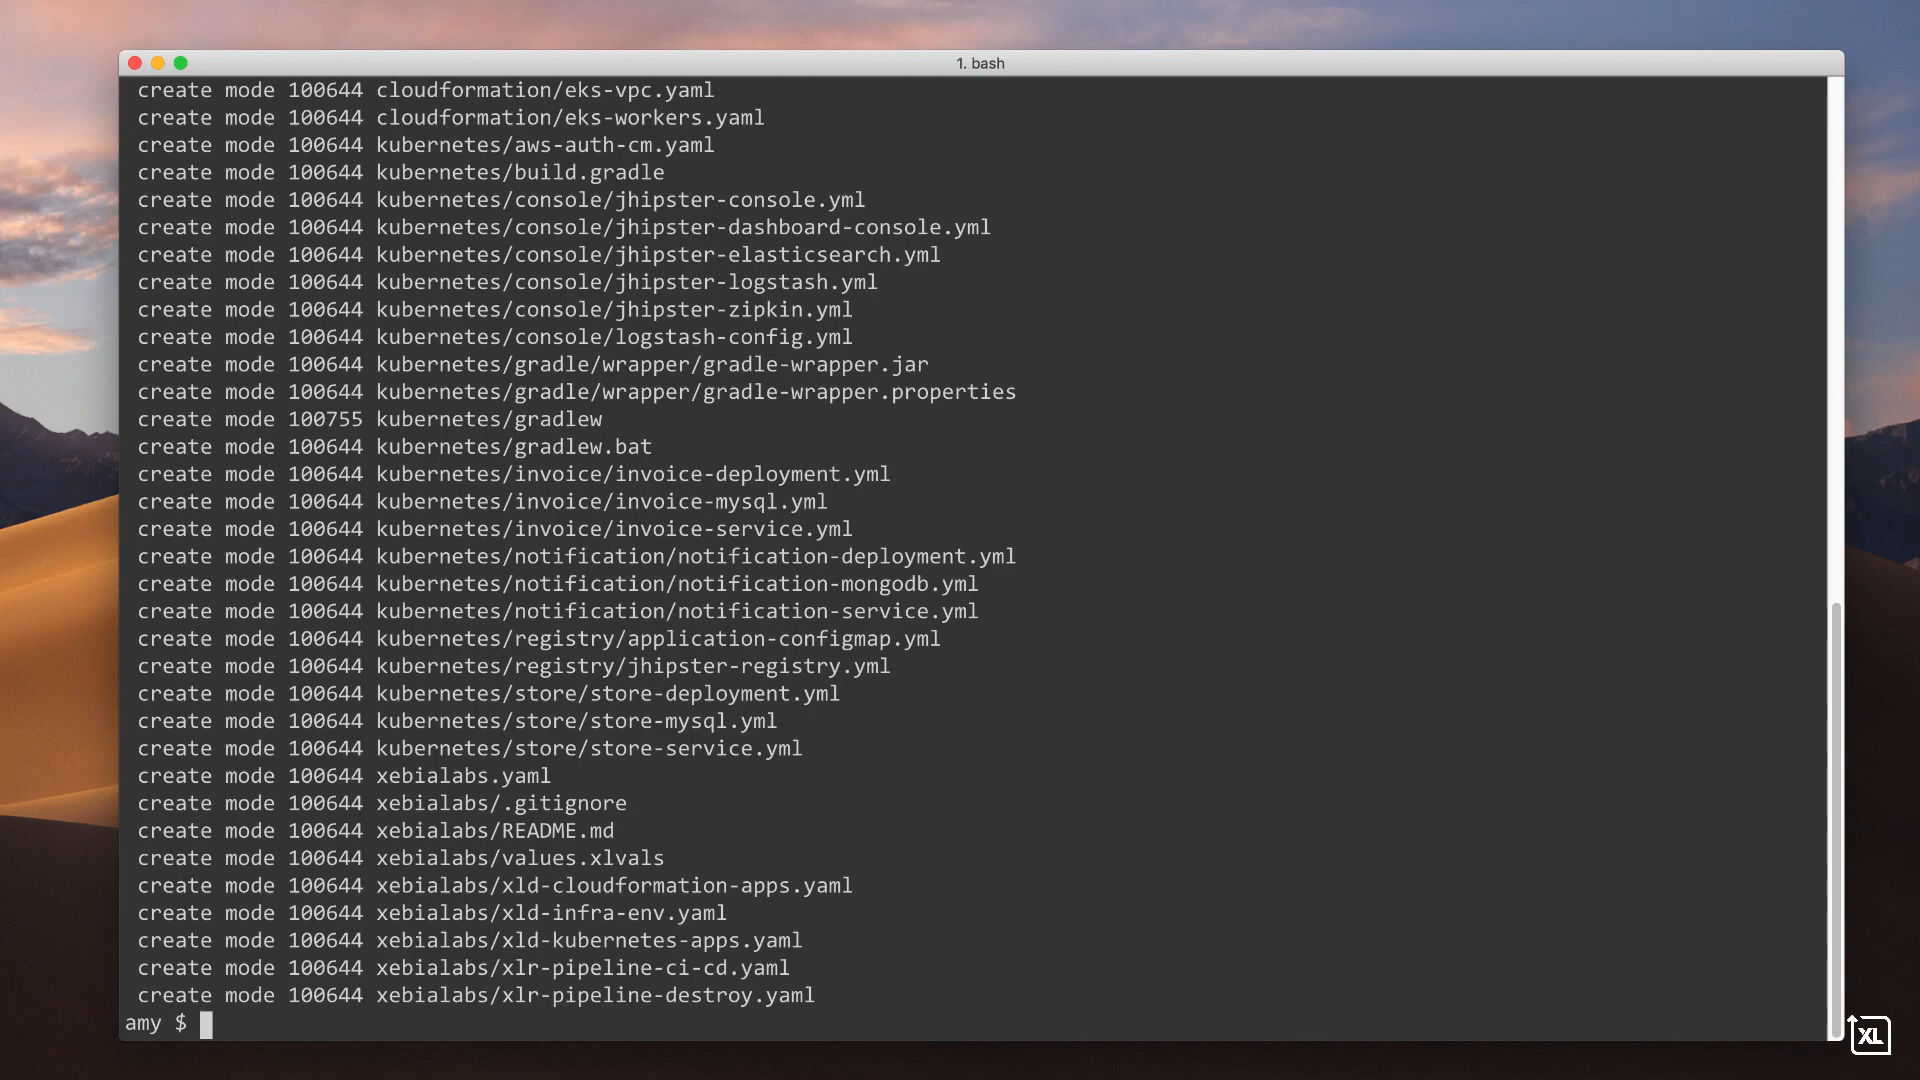 1. bash
create mode 100644 cloudformation/eks-vpc.yaml
create mode 100644 cloudformation/eks-workers.yaml
create mode 100644 kubernetes/aws-auth-cm.yaml
create mode 100644 kubernetes/build.gradle
create mode 100644 kubernetes/console/jhipster-console.yml
create mode 100644 kubernetes/console/jhipster-dashboard-console.yml
create mode 100644 kubernetes/console/jhipster-elasticsearch.yml
create mode 100644 kubernetes/console/jhipster-logstash.yml
create mode 100644 kubernetes/console/jhipster-zipkin.yml
create mode 100644 kubernetes/console/logstash-config.yml
create mode 100644 kubernetes/gradle/wrapper/gradle-wrapper.jar
create mode 100644 kubernetes/gradle/wrapper/gradle-wrapper.properties
create mode 100755 kubernetes/gradlew
create mode 100644 kubernetes/gradlew.bat
create mode 100644 kubernetes/invoice/invoice-deployment.yml
create mode 100644 kubernetes/invoice/invoice-mysql.yml
create mode 100644 kubernetes/invoice/invoice-service.yml
create mode 100644 kubernetes/notification/notification-deployment.yml
create mode 100644 kubernetes/notification/notification-mongodb.yml
create mode 100644 kubernetes/notification/notification-service.yml
create mode 100644 kubernetes/registry/application-configmap.yml
create mode 100644 kubernetes/registry/jhipster-registry.yml
create mode 100644 kubernetes/store/store-deployment.yml
create mode 100644 kubernetes/store/store-mysql.yml
create mode 100644 kubernetes/store/store-service.yml
create mode 100644 xebialabs.yaml
create mode 100644 xebialabs/.gitignore
create mode 100644 xebialabs/README.md
create mode 100644 xebialabs/values.xlvals
create mode 100644 xebialabs/xld-cloudformation-apps.yaml
create mode 100644 xebialabs/xld-infra-env.yaml
create mode 100644 xebialabs/xld-kubernetes-apps.yaml
create mode 100644 xebialabs/xlr-pipeline-ci-cd.yaml
create mode 100644 xebialabs/xlr-pipeline-destroy.yaml
amy $
XL